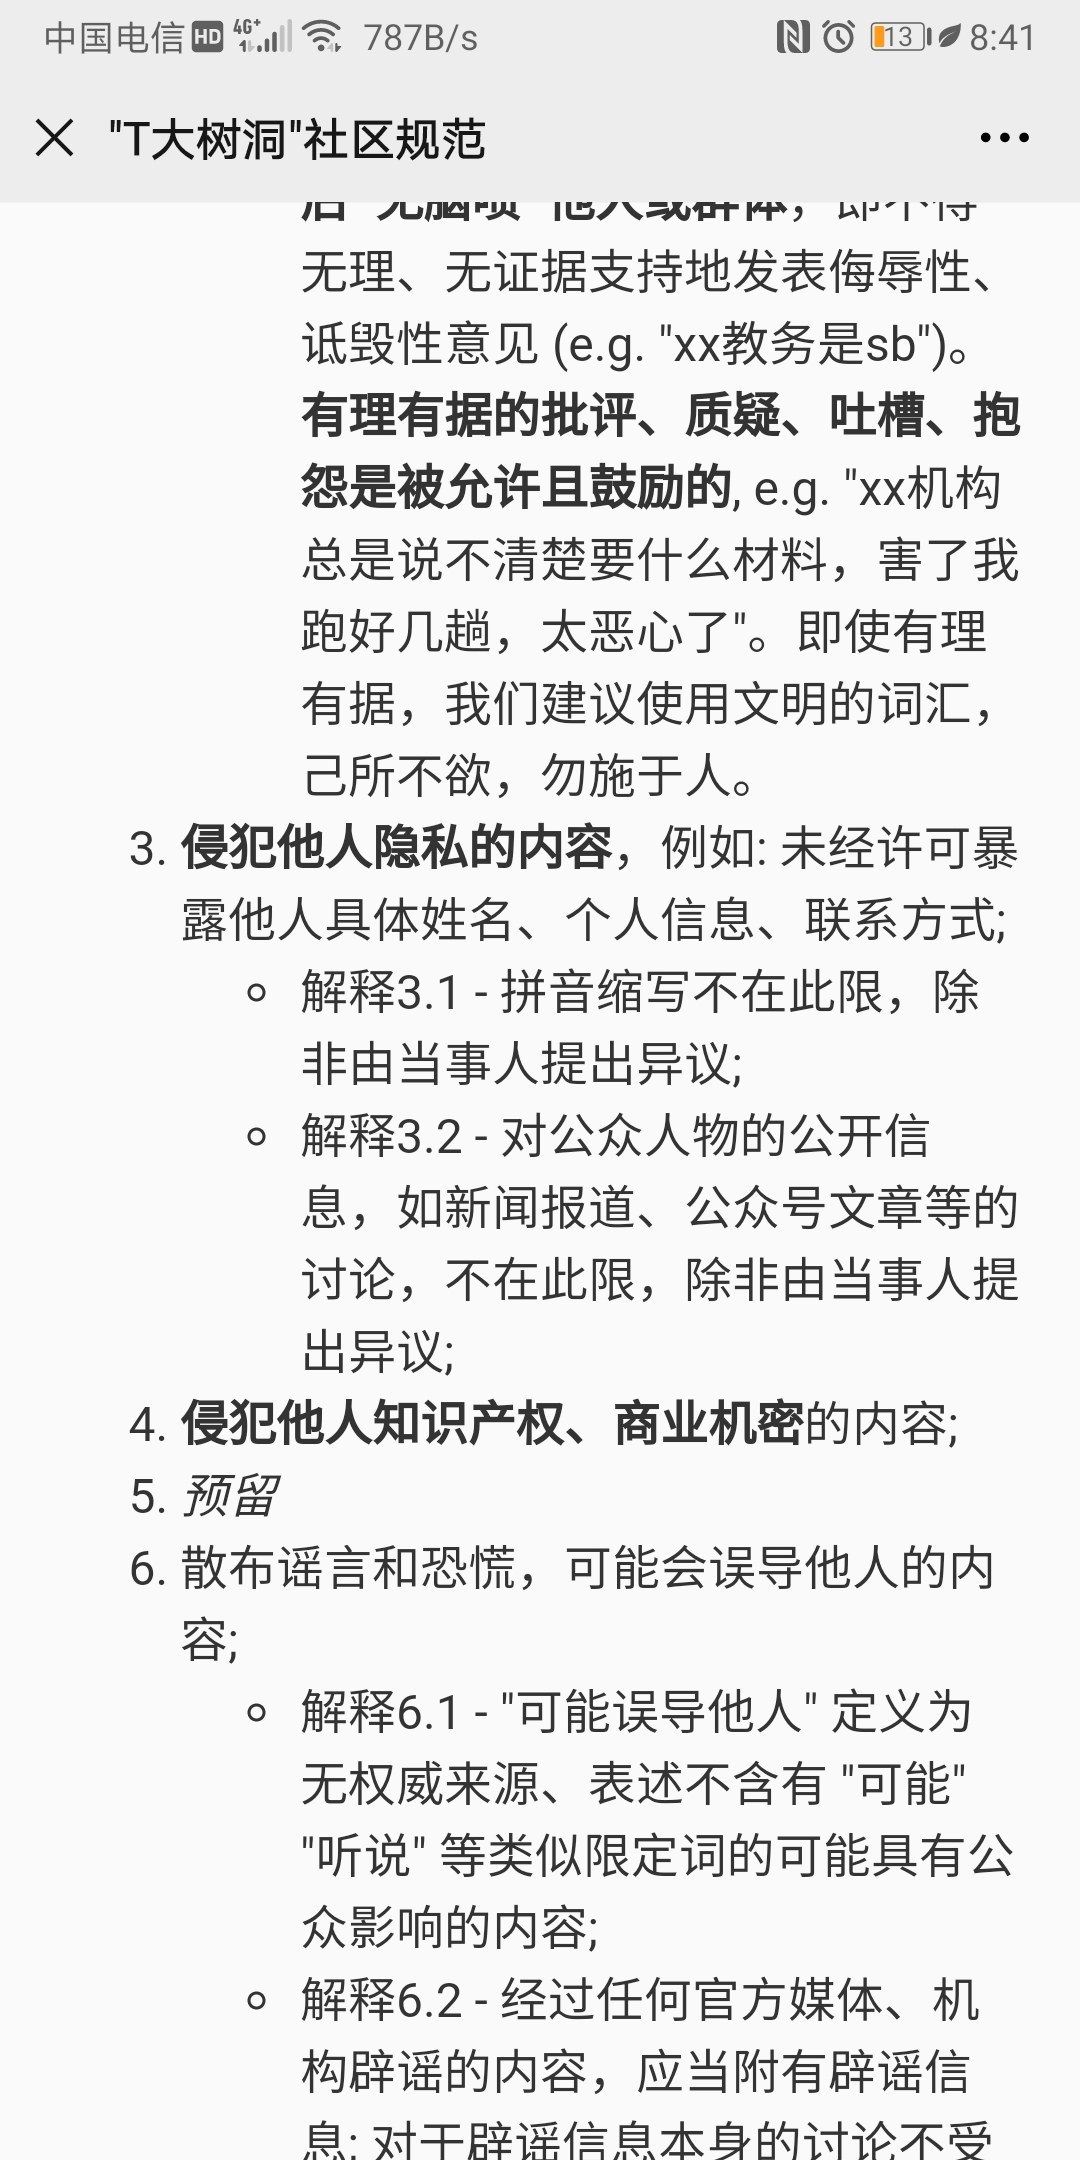 中国电信 HD 4G+ 787B/s 13 8:41
"T大树洞"社区规范
后"无脑喷"他人或群体，即不得
无理、无证据支持地发表侮辱性、
诋毁性意见 (e.g. "xx教务是sb")。
有理有据的批评、质疑、吐槽、抱
怨是被允许且鼓励的, e.g. "xx机构
总是说不清楚要什么材料，害了我
跑好几趟，太恶心了"。即使有理
有据，我们建议使用文明的词汇，
己所不欲，勿施于人。
3. 侵犯他人隐私的内容，例如: 未经许可暴
露他人具体姓名、个人信息、联系方式;
解释3.1 - 拼音缩写不在此限，除
非由当事人提出异议;
解释3.2 - 对公众人物的公开信
息，如新闻报道、公众号文章等的
讨论，不在此限，除非由当事人提
出异议;
4. 侵犯他人知识产权、商业机密的内容;
5. 预留
6. 散布谣言和恐慌，可能会误导他人的内
容;
解释6.1 - "可能误导他人" 定义为
无权威来源、表述不含有 "可能"
"听说" 等类似限定词的可能具有公
众影响的内容;
解释6.2 - 经过任何官方媒体、机
构辟谣的内容，应当附有辟谣信
息; 对于辟谣信息本身的讨论不受